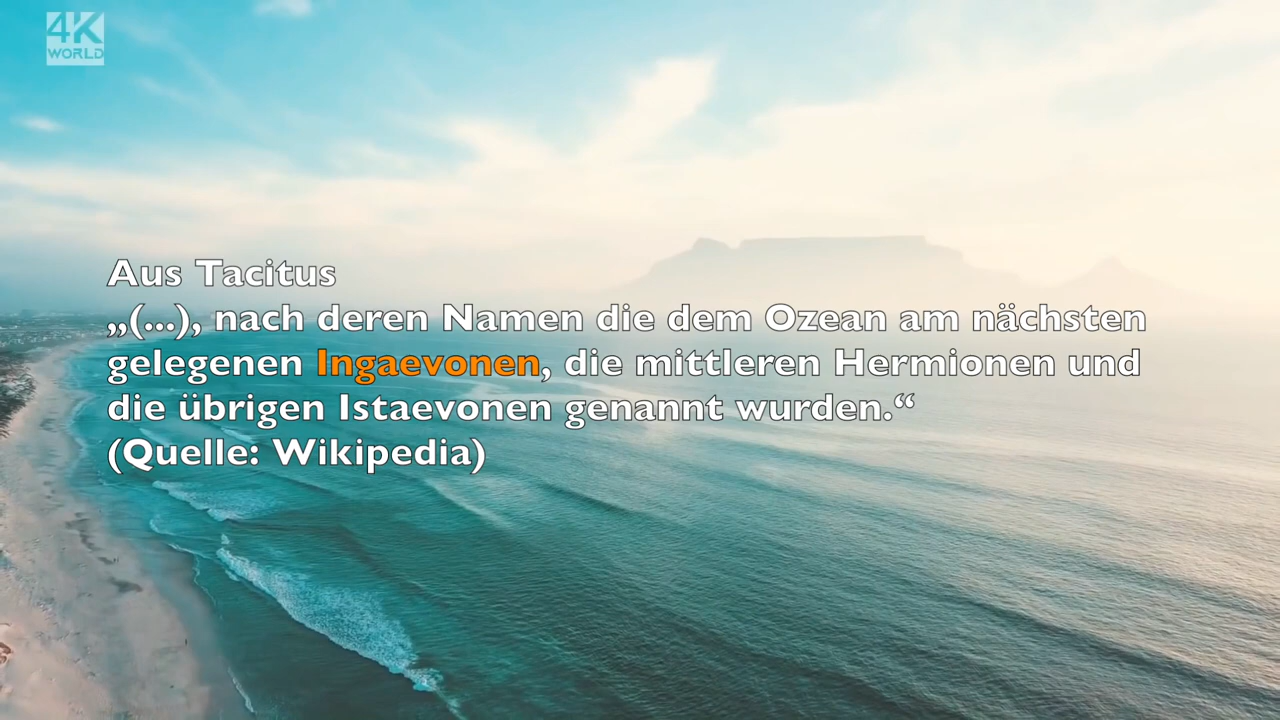 4K
WORLD
Aus Tacitus
„(...), nach deren Namen die dem Ozean am nächsten
gelegenen Ingaevonen, die mittleren Hermionen und
die übrigen Istaevonen genannt wurden.“
(Quelle: Wikipedia)